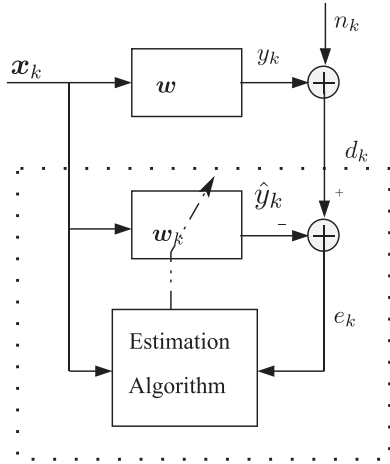 n_k
x_k
w
y_k
+
d_k
+
w_k
ŷ_k
−
+
e_k
Estimation
Algorithm